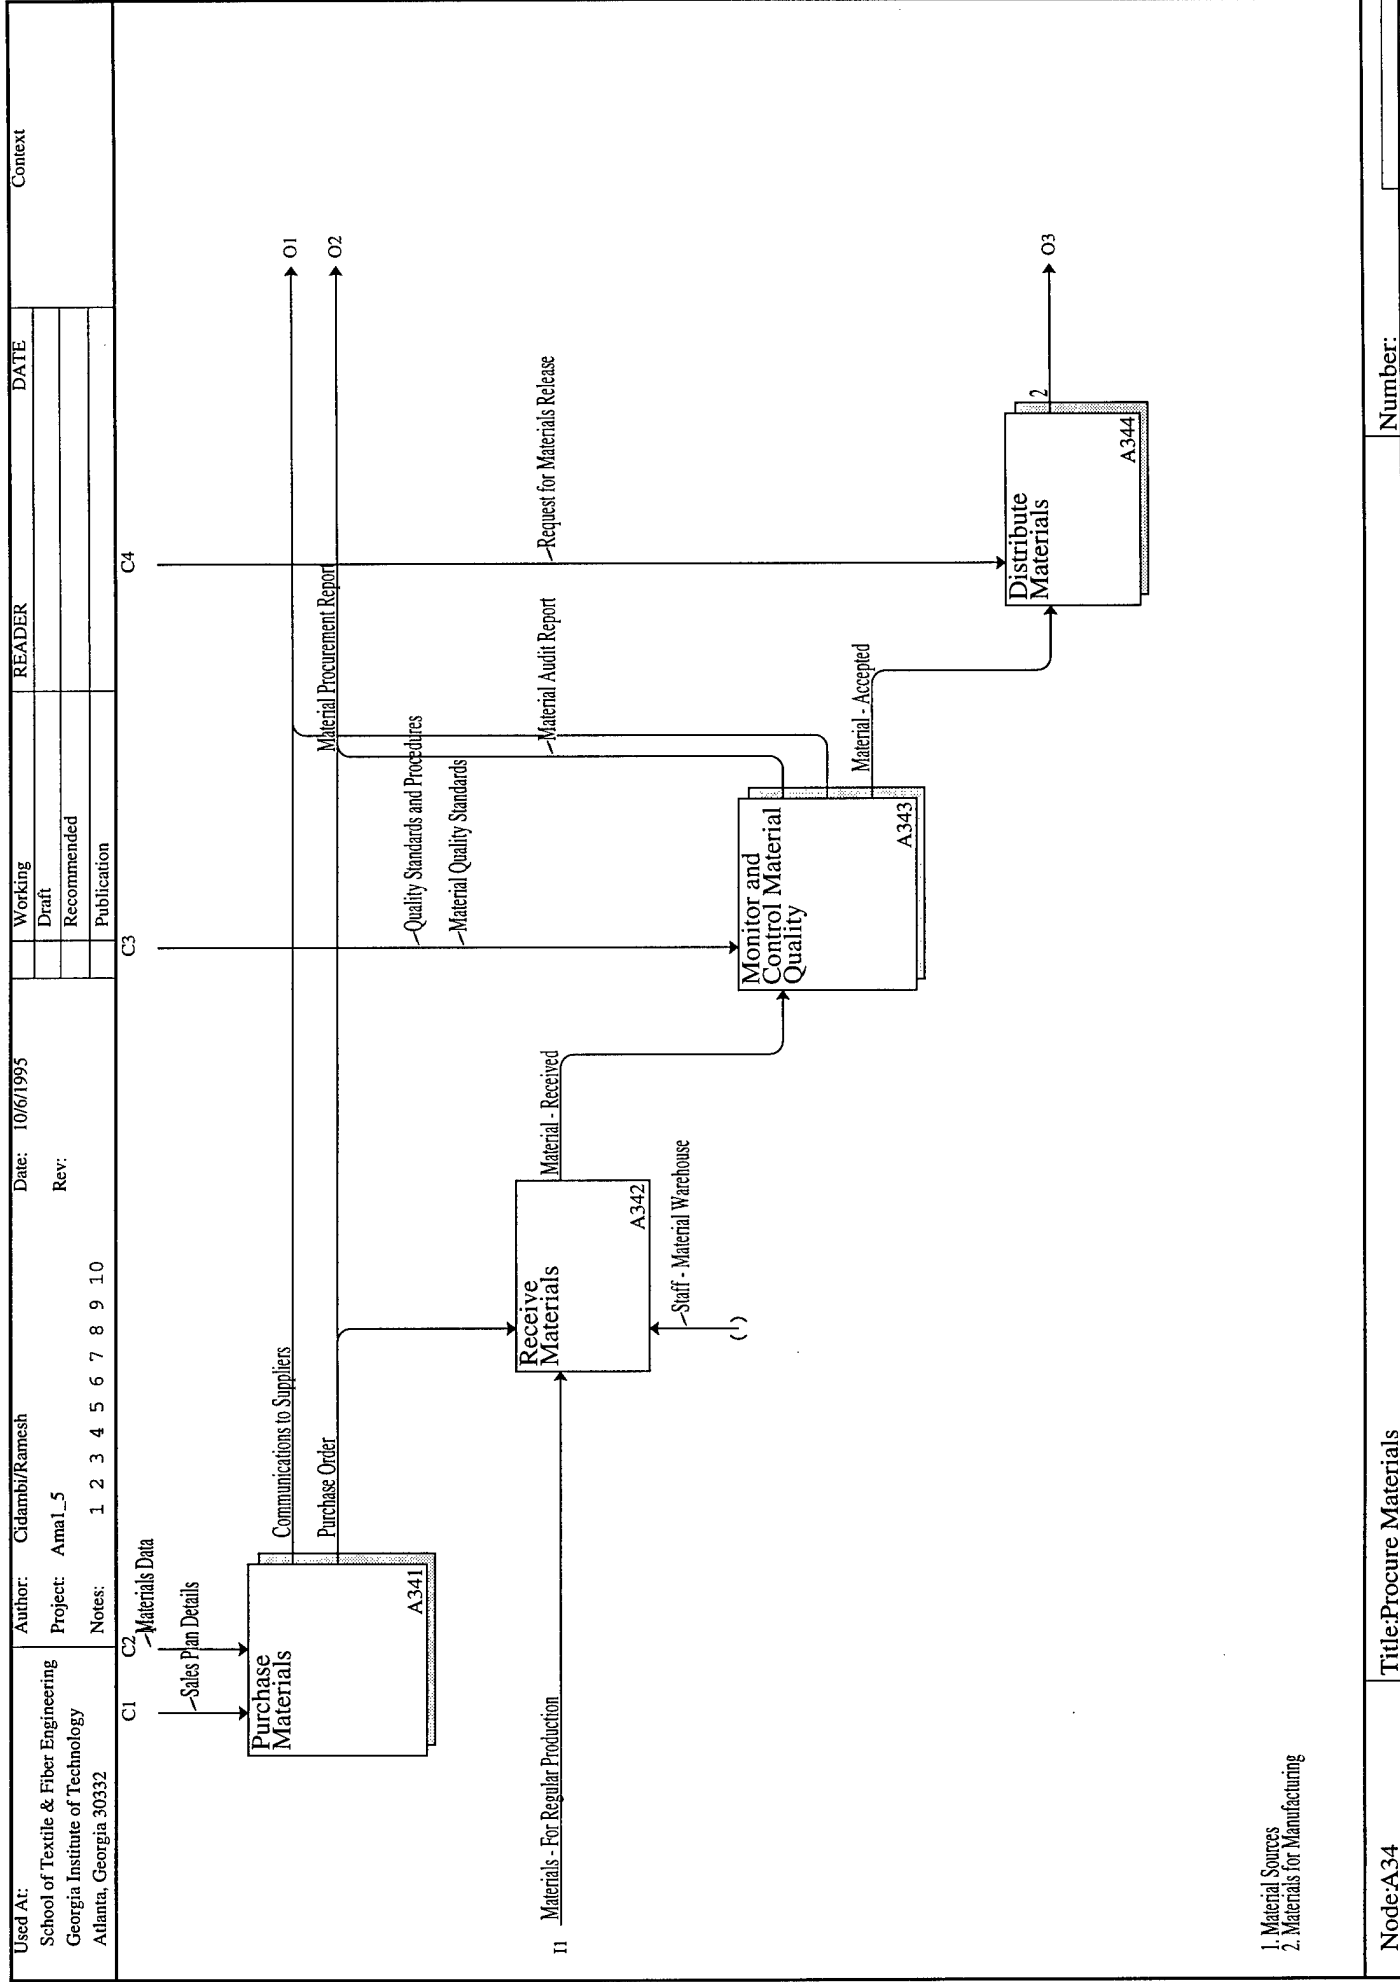 Used At:
School of Textile & Fiber Engineering
Georgia Institute of Technology
Atlanta, Georgia 30332
Author: Cidambi/Ramesh
Project: Ama1_5
Notes: 1 2 3 4 5 6 7 8 9 10
Date: 10/6/1995
Rev:
Working
Draft
Recommended
Publication
READER
DATE
Context
C1
C2
C3
C4
Materials Data
Sales Plan Details
Purchase
Materials
A341
Communications to Suppliers
Purchase Order
Material Procurement Report
O1
O2
Quality Standards and Procedures
Material Quality Standards
Material Audit Report
Request for Materials Release
I1
Materials - For Regular Production
Receive
Materials
A342
Material - Received
Staff - Material Warehouse
( )
Monitor and
Control Material
Quality
A343
Material - Accepted
Distribute
Materials
A344
2
O3
1. Material Sources
2. Materials for Manufacturing
Node:A34
Title:Procure Materials
Number: